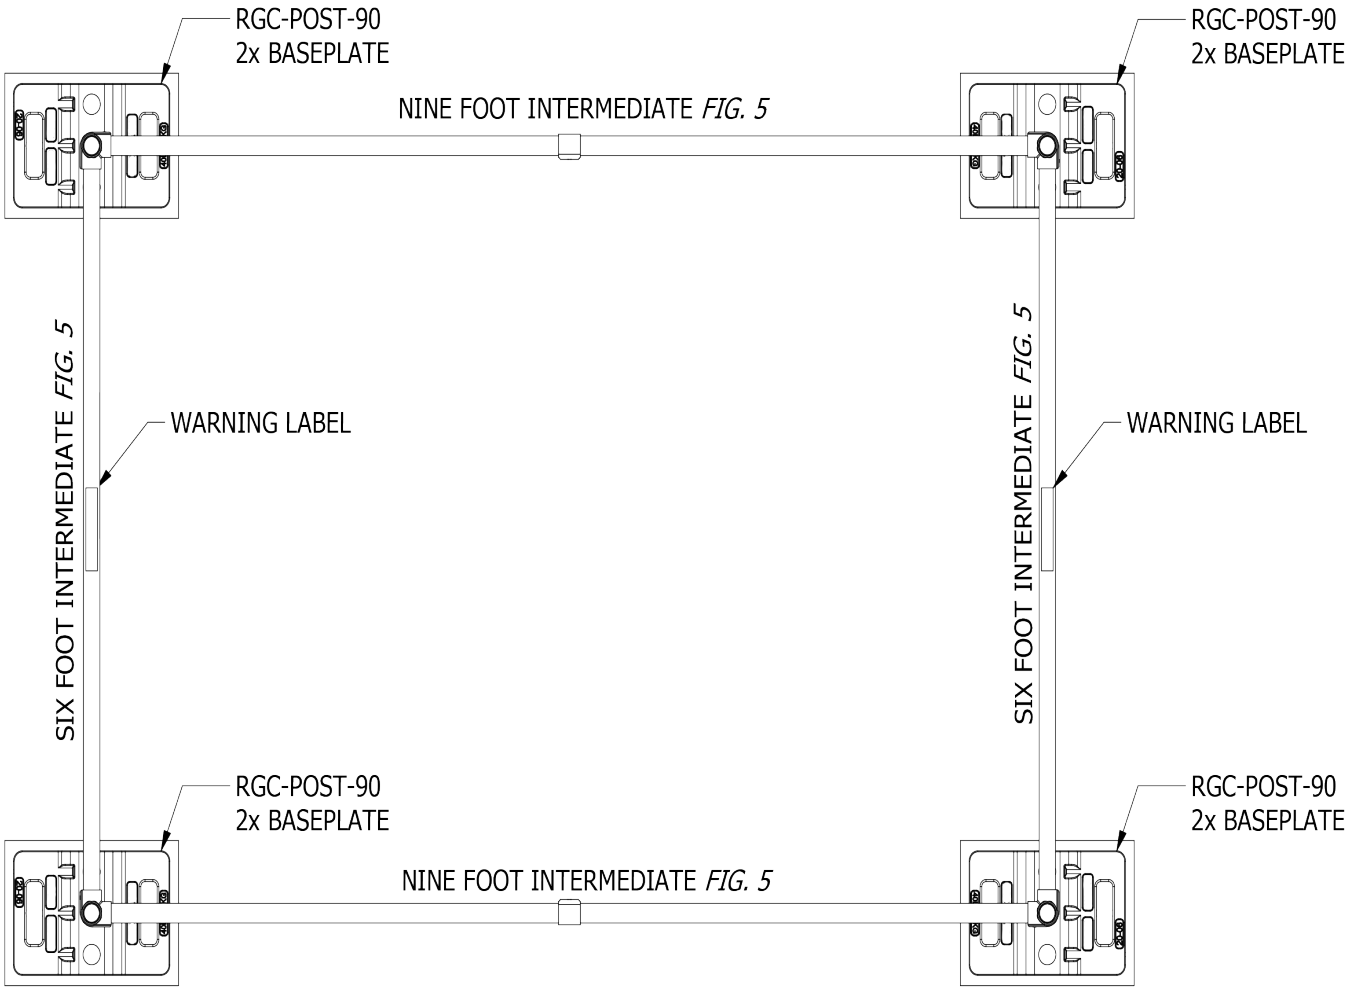 RGC-POST-90
2x BASEPLATE
RGC-POST-90
2x BASEPLATE
NINE FOOT INTERMEDIATE FIG. 5
SIX FOOT INTERMEDIATE FIG. 5
WARNING LABEL
SIX FOOT INTERMEDIATE FIG. 5
WARNING LABEL
RGC-POST-90
2x BASEPLATE
RGC-POST-90
2x BASEPLATE
NINE FOOT INTERMEDIATE FIG. 5